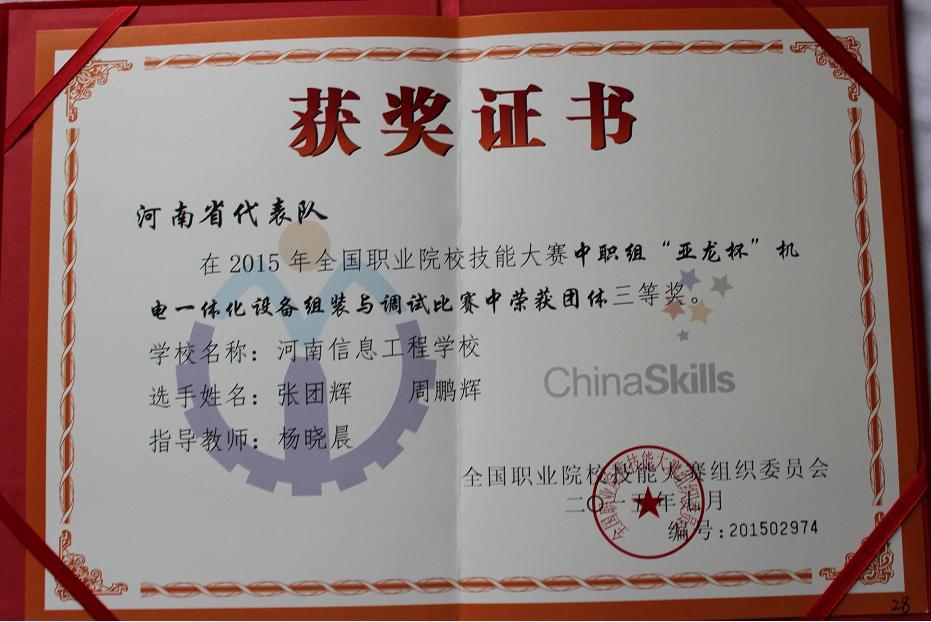 获奖证书
河南省代表队
在2015年全国职业院校技能大赛中职组“亚龙杯”机
电一体化设备组装与调试比赛中荣获团体三等奖。
学校名称：河南信息工程学校
选手姓名：张团辉 周鹏辉
指导教师：杨晓晨
ChinaSkills
全国职业院校技能大赛组织委员会
二〇一五年七月
编号:201502974
28